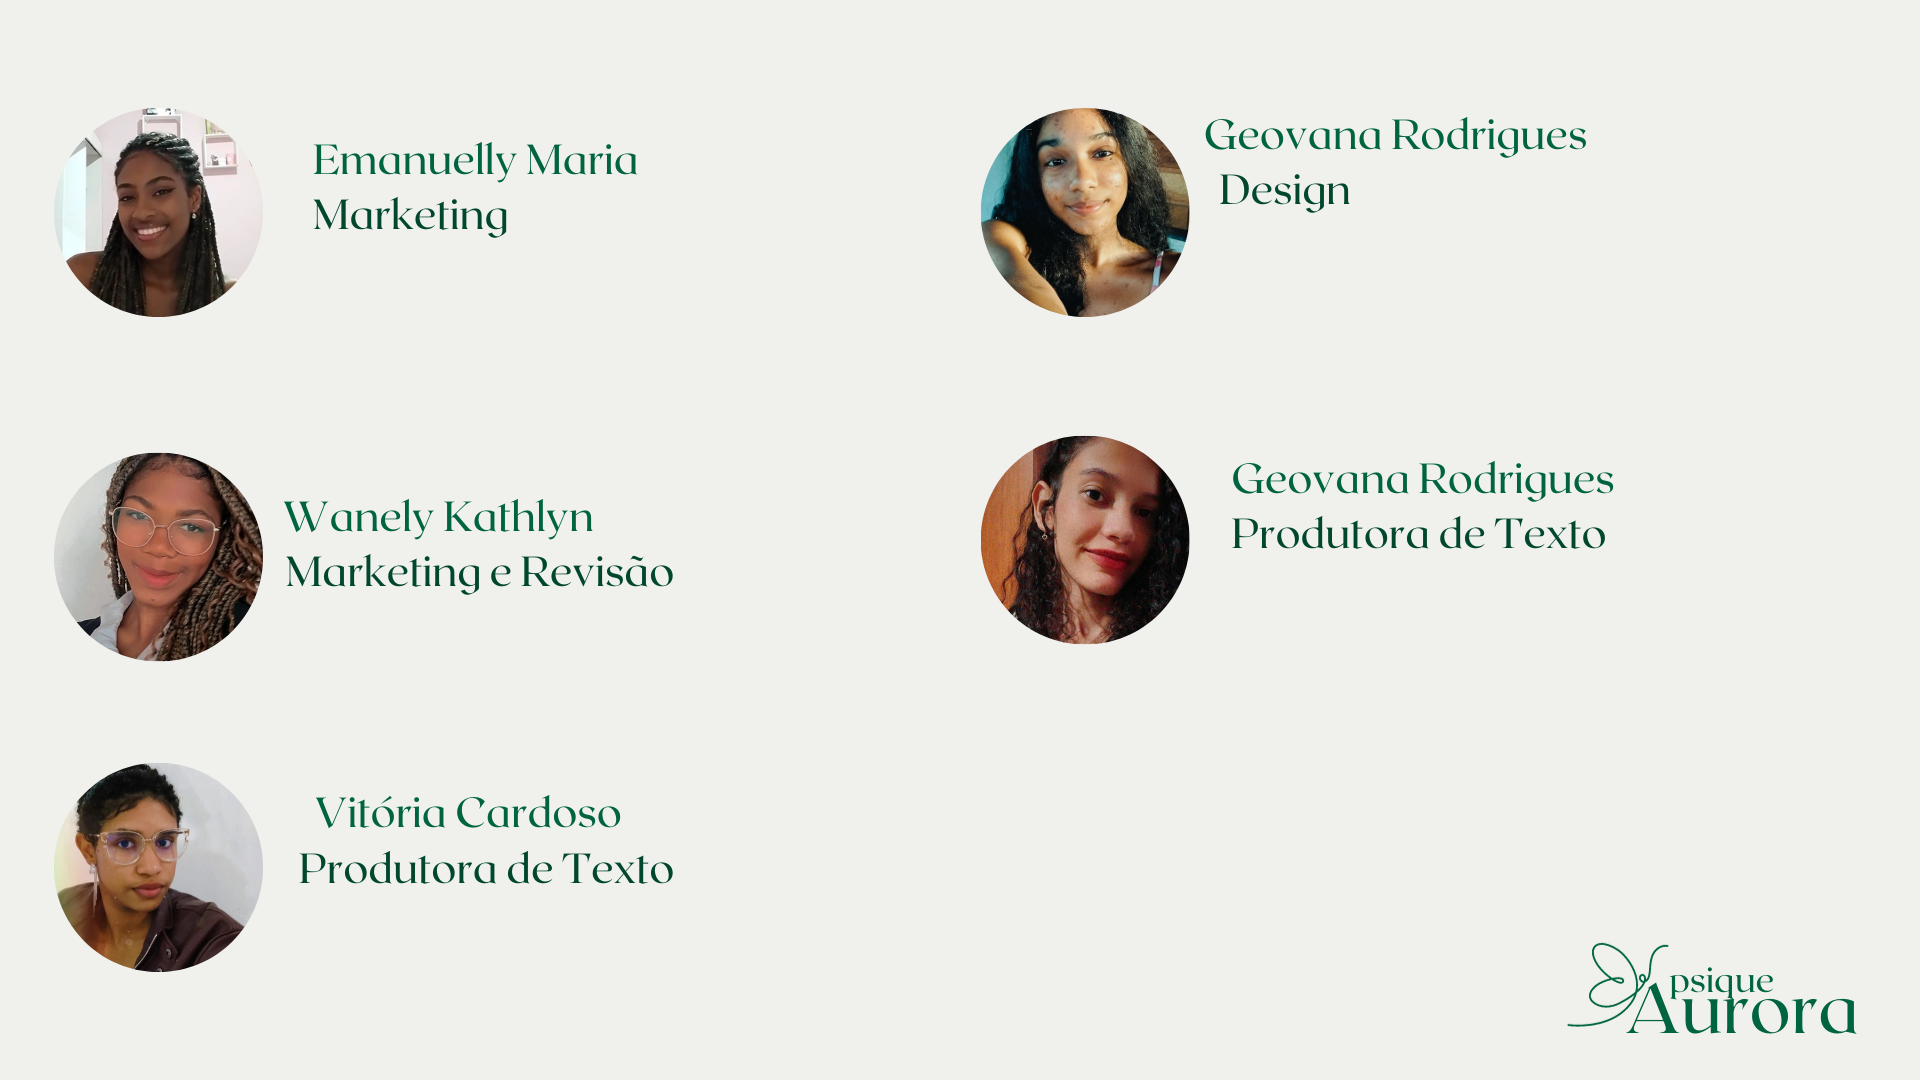 Emanuelly Maria
Marketing
Geovana Rodrigues
Design
Wanely Kathlyn
Marketing e Revisão
Geovana Rodrigues
Produtora de Texto
Vitória Cardoso
Produtora de Texto
psique
Aurora